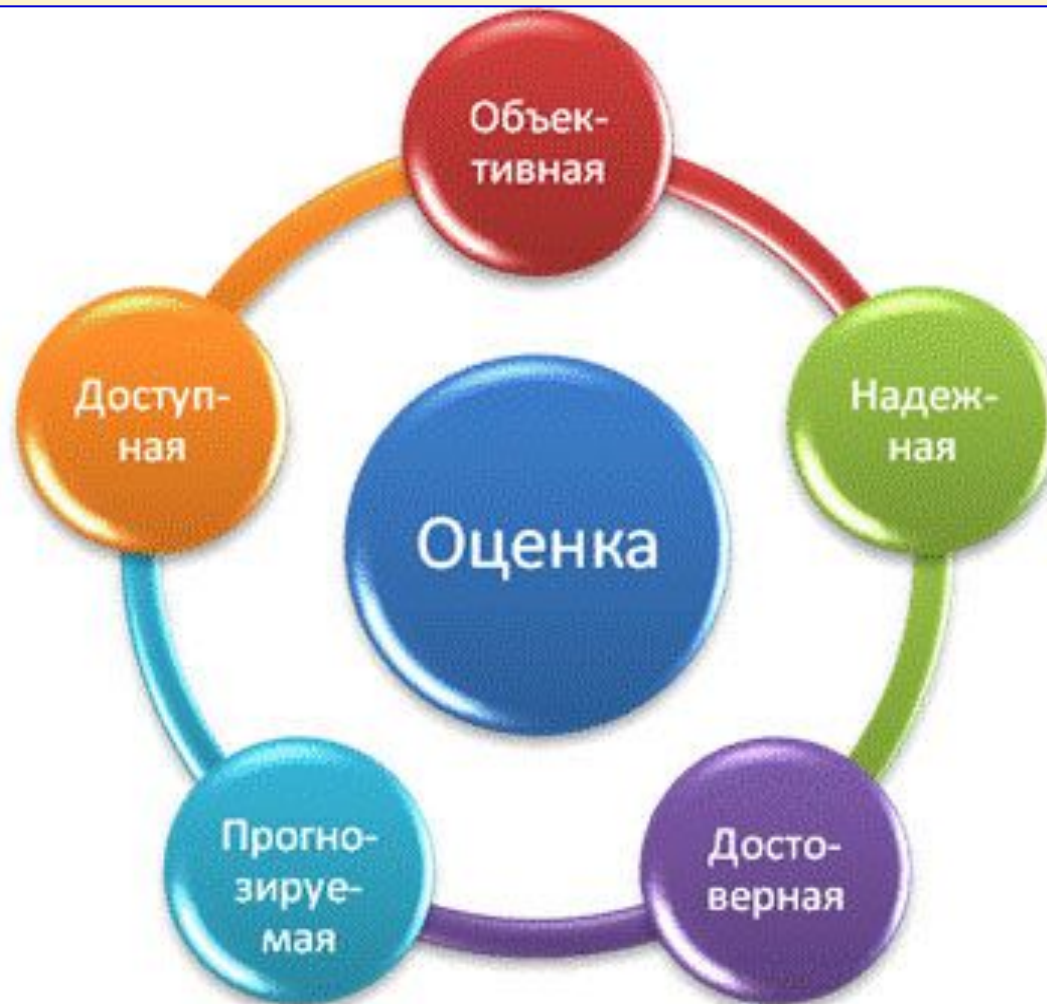 Объек-
тивная
Надеж-
ная
Досто-
верная
Прогно-
зируе-
мая
Доступ-
ная
Оценка